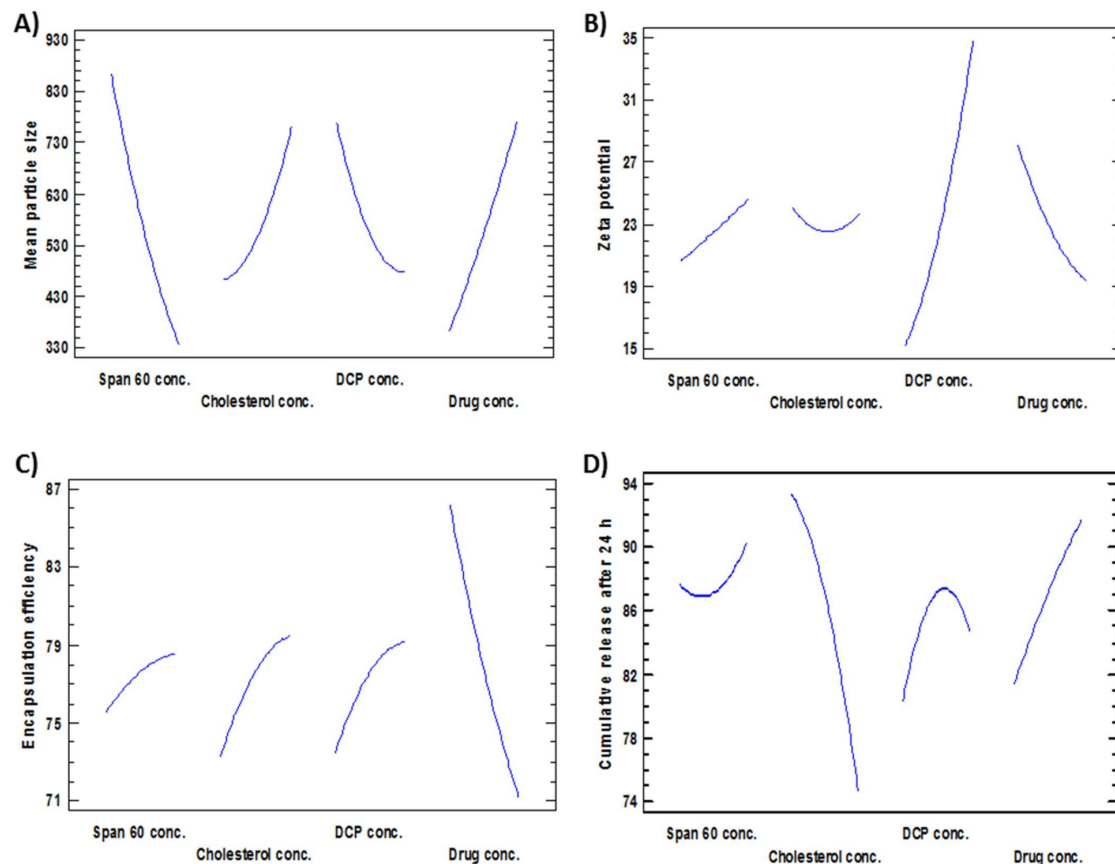 A)
Mean particle size
930
830
730
630
530
430
330
Span 60 conc.
Cholesterol conc.
DCP conc.
Drug conc.
B)
Zeta potential
35
31
27
23
19
15
Span 60 conc.
Cholesterol conc.
DCP conc.
Drug conc.
C)
Encapsulation efficiency
87
83
79
75
71
Span 60 conc.
Cholesterol conc.
DCP conc.
Drug conc.
D)
Cumulative release after 24 h
94
90
86
82
78
74
Span 60 conc.
Cholesterol conc.
DCP conc.
Drug conc.